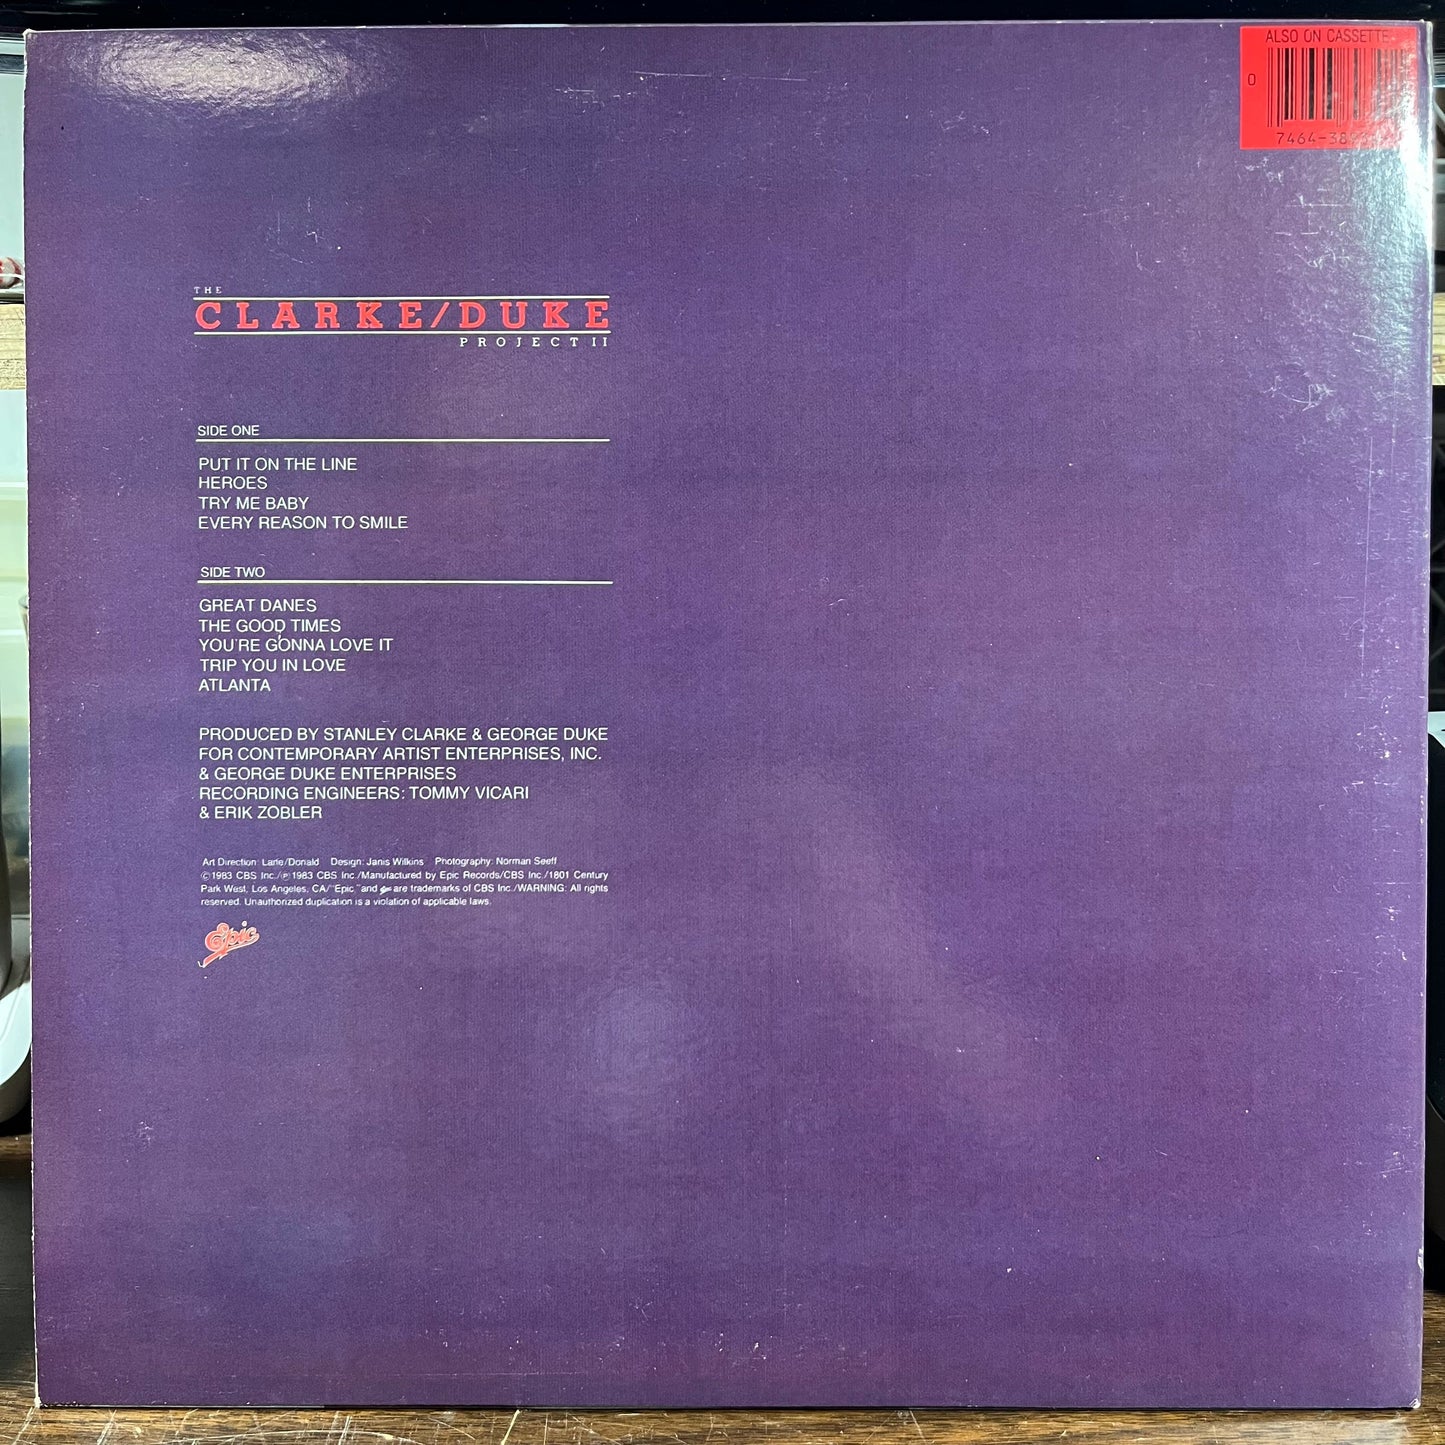 ALSO ON CASSETTE
0
THE
CLARKE/DUKE
PROJECT II
SIDE ONE
PUT IT ON THE LINE
HEROES
TRY ME BABY
EVERY REASON TO SMILE
SIDE TWO
GREAT DANES
THE GOOD TIMES
YOU'RE GONNA LOVE IT
TRIP YOU IN LOVE
ATLANTA
PRODUCED BY STANLEY CLARKE & GEORGE DUKE
FOR CONTEMPORARY ARTIST ENTERPRISES, INC.
& GEORGE DUKE ENTERPRISES
RECORDING ENGINEERS: TOMMY VICARI
& ERIK ZOBLER
Art Direction: Lane/Donald Design: Janis Wilkins Photography: Norman Seeff
©1983 CBS Inc./℗1983 CBS Inc./Manufactured by Epic Records/CBS Inc./1801 Century
Park West, Los Angeles, CA/"Epic" and are trademarks of CBS Inc./WARNING: All rights
reserved. Unauthorized duplication is a violation of applicable laws.
Epic